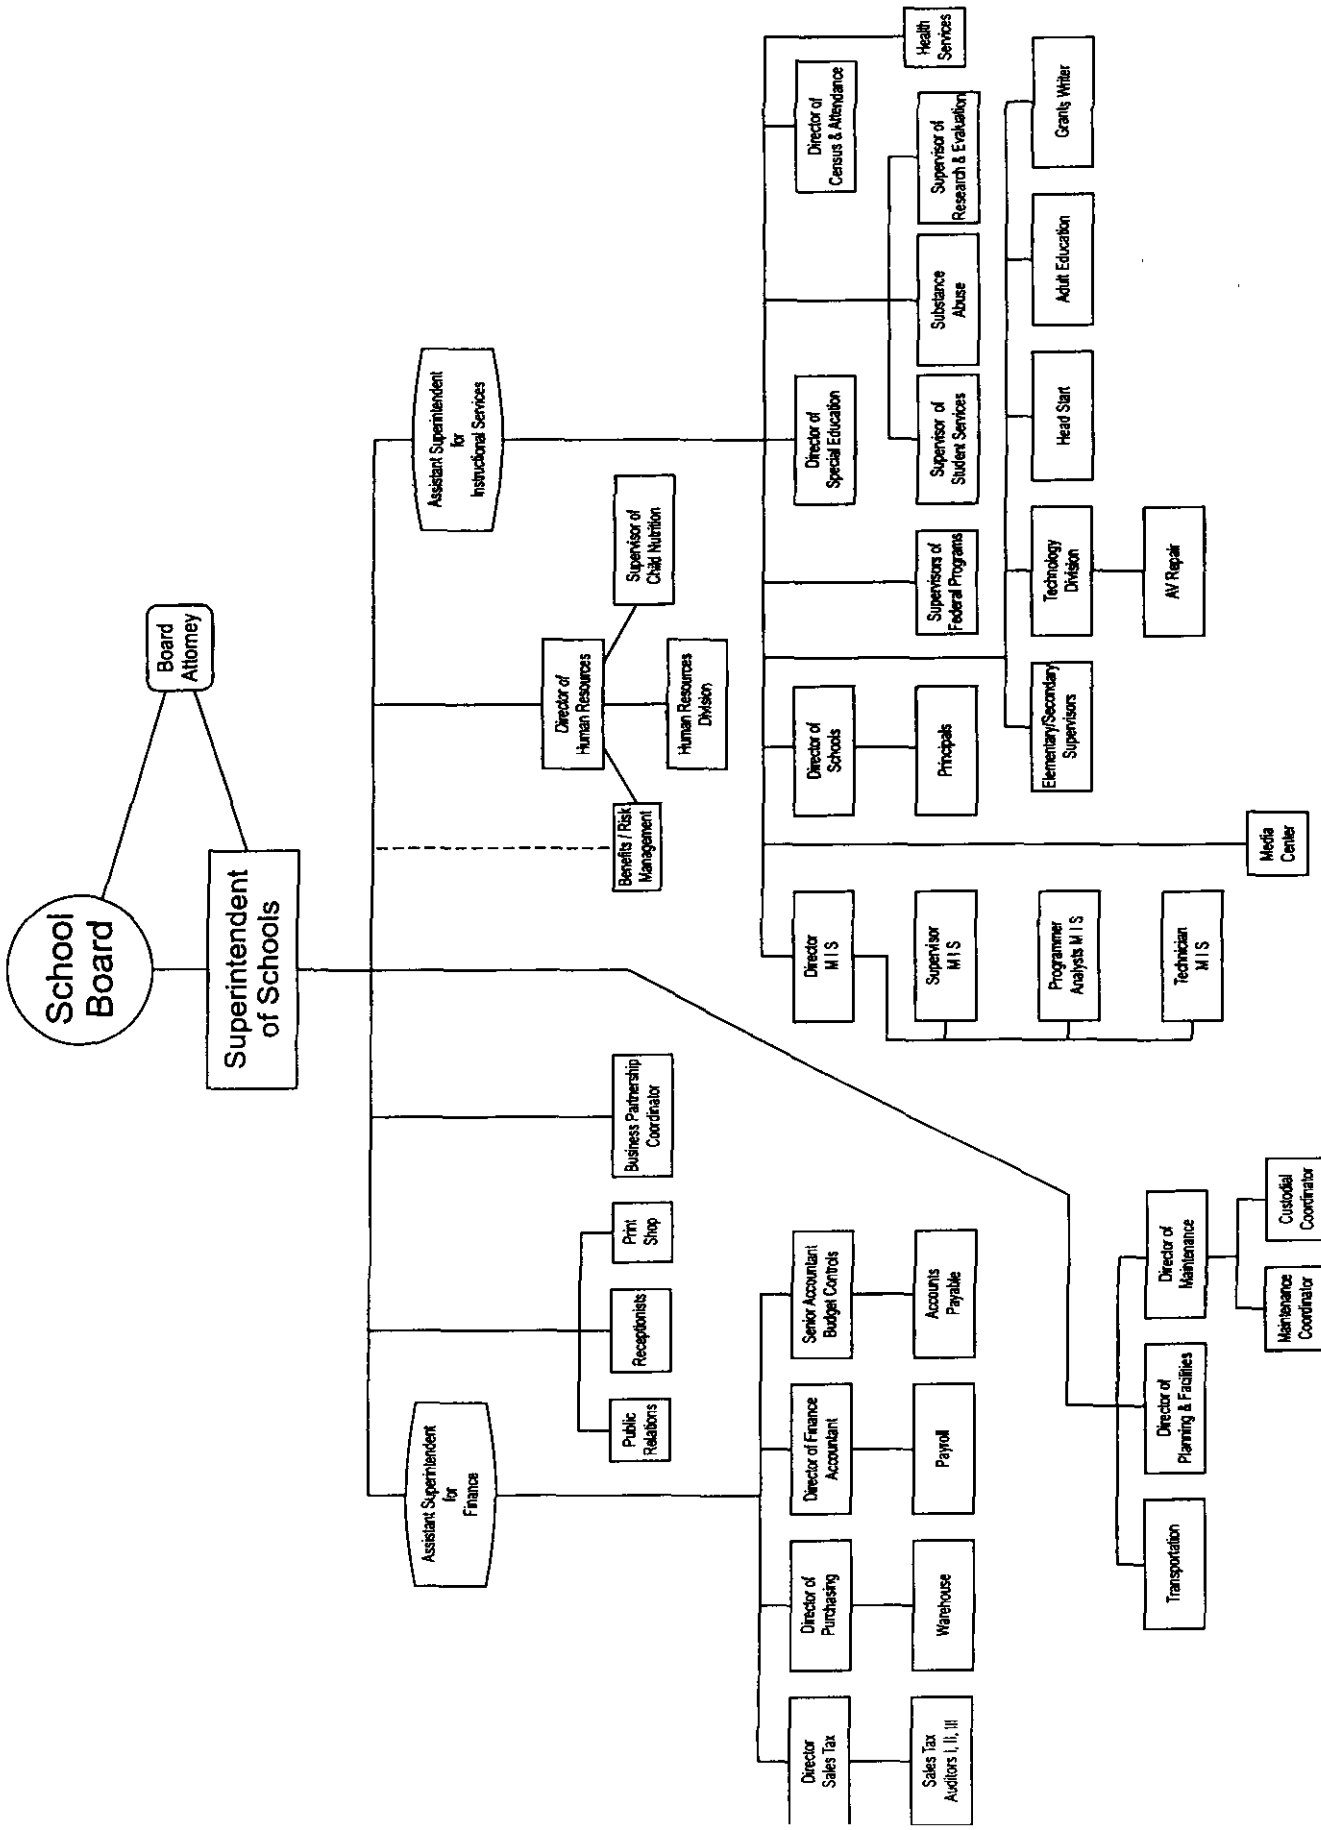 School
Board
Board
Attorney
Superintendent
of Schools
Assistant Superintendent
for
Finance
Assistant Superintendent
for
Instructional Services
Director of
Human Resources
Public
Relations
Receptionists
Print
Shop
Business Partnership
Coordinator
Benefits / Risk
Management
Human Resources
Division
Supervisor of
Child Nutrition
Director
Sales Tax
Director of
Purchasing
Director of Finance
Accountant
Senior Accountant
Budget Controls
Director
M I S
Director of
Schools
Director of
Special Education
Director of
Census & Attendance
Sales Tax
Auditors I, II, III
Warehouse
Payroll
Accounts
Payable
Supervisor
M I S
Principals
Supervisors of
Federal Programs
Supervisor of
Student Services
Substance
Abuse
Supervisor of
Research & Evaluation
Health
Services
Programmer
Analysts M I S
Elementary/Secondary
Supervisors
Technology
Division
Head Start
Adult Education
Grants Writer
Transportation
Director of
Planning & Facilities
Director of
Maintenance
Technician
M I S
AV Repair
Maintenance
Coordinator
Custodial
Coordinator
Media
Center